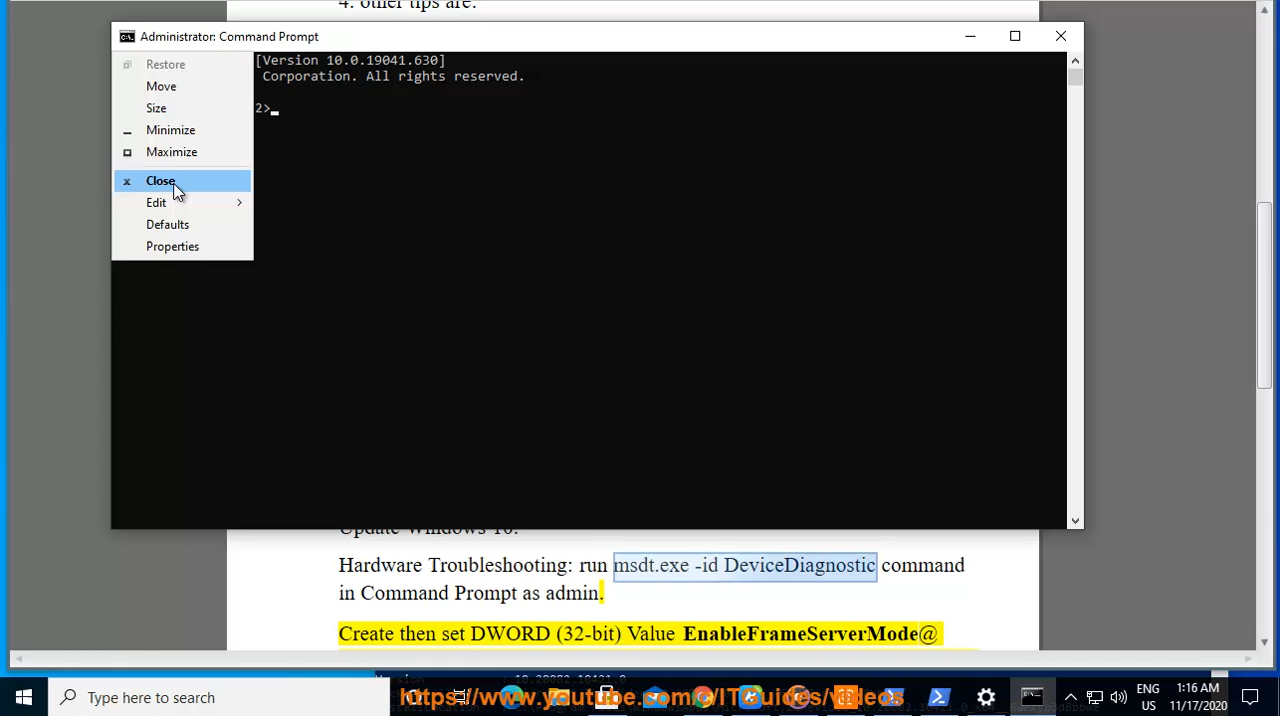 4. other tips are:
Administrator: Command Prompt
[Version 10.0.19041.630]
Corporation. All rights reserved.
2>
Restore
Move
Size
Minimize
Maximize
Close
Edit
Defaults
Properties
Update Windows 10.
Hardware Troubleshooting: run msdt.exe -id DeviceDiagnostic command
in Command Prompt as admin.
Create then set DWORD (32-bit) Value EnableFrameServerMode@
Type here to search
https://www.youtube.com/c/ITGuides/videos
ENG
US
1:16 AM
11/17/2020